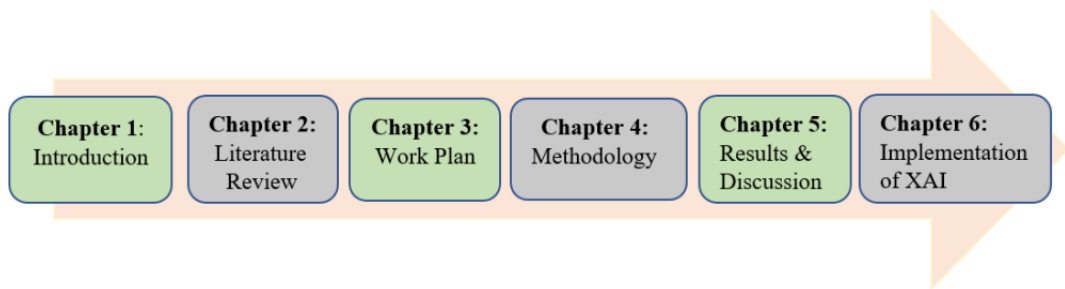 Chapter 1:
Introduction
Chapter 2:
Literature
Review
Chapter 3:
Work Plan
Chapter 4:
Methodology
Chapter 5:
Results &
Discussion
Chapter 6:
Implementation
of XAI